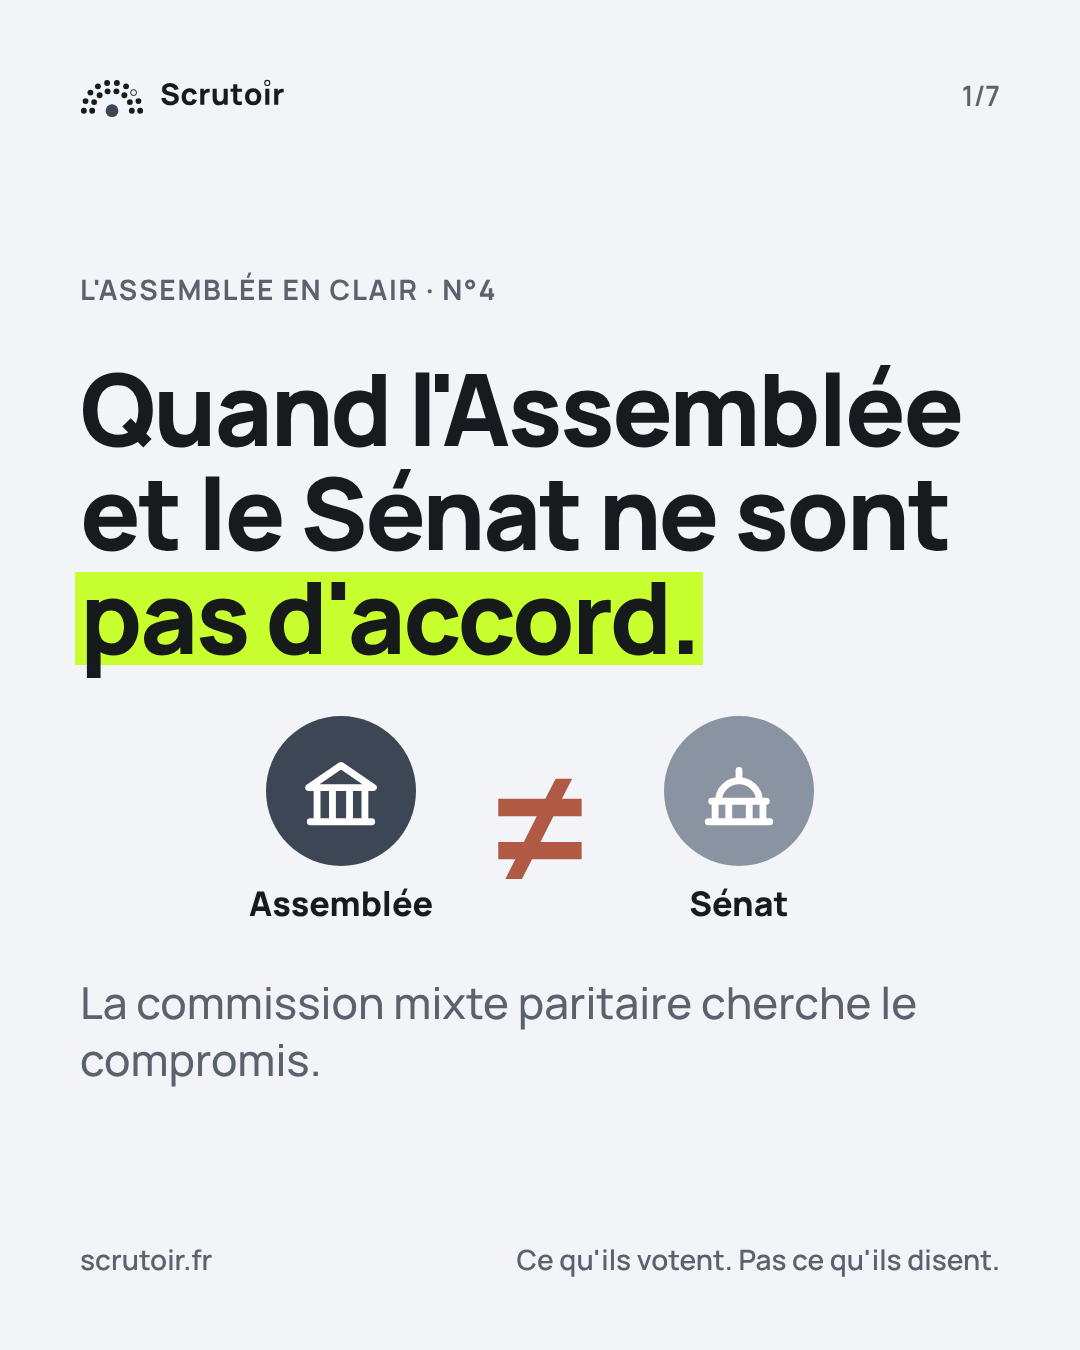 Scrutoir
1/7
L'ASSEMBLÉE EN CLAIR · N°4
Quand l'Assemblée
et le Sénat ne sont
pas d'accord.
≠
Assemblée
Sénat
La commission mixte paritaire cherche le
compromis.
scrutoir.fr
Ce qu'ils votent. Pas ce qu'ils disent.